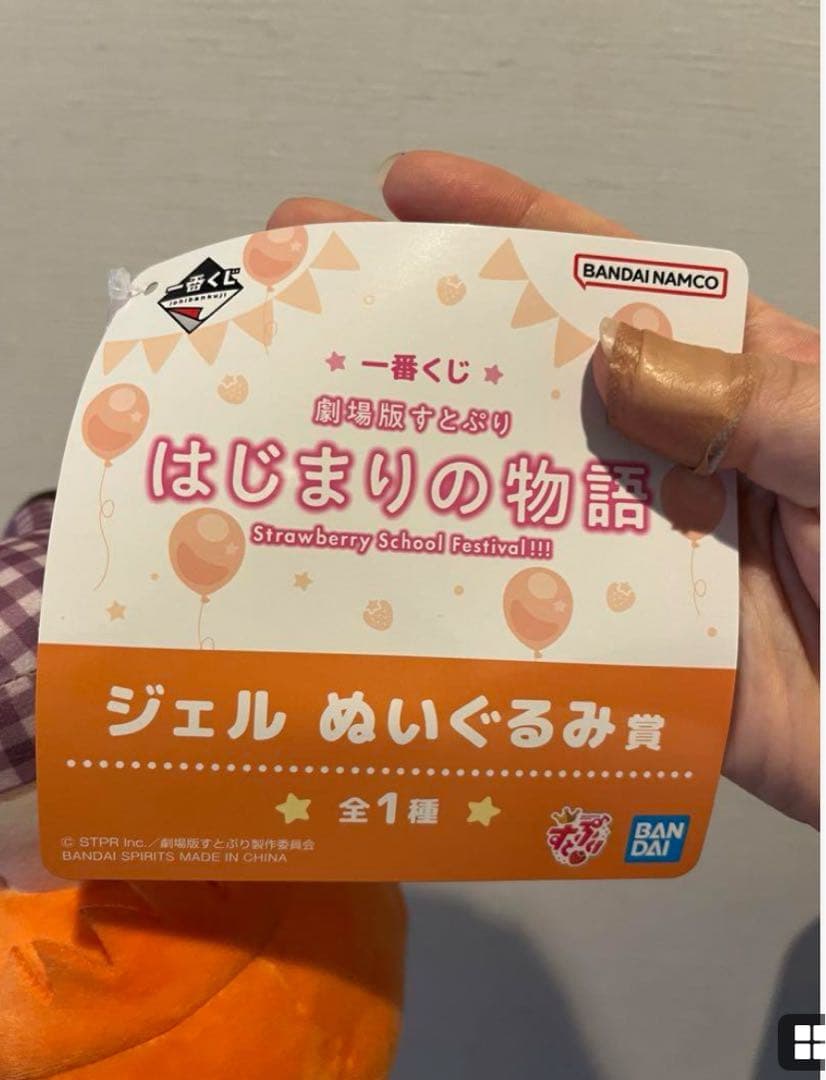 一番くじ
ichibankuji
BANDAI NAMCO
一番くじ
劇場版すとぷり
はじまりの物語
Strawberry School Festival!!!
ジェル ぬいぐるみ賞
全1種
© STPR Inc./劇場版すとぷり製作委員会
BANDAI SPIRITS MADE IN CHINA
すとぷり
BAN
DAI